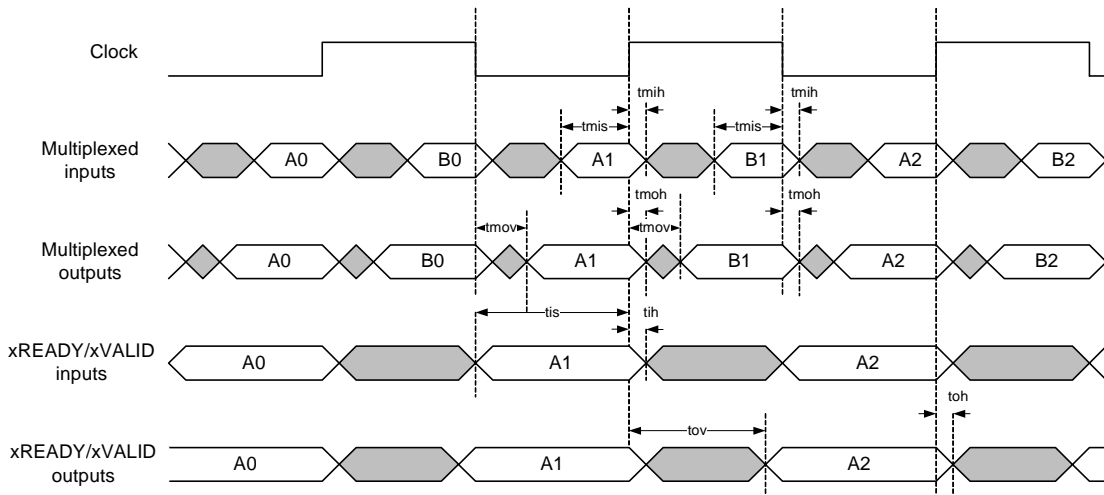 Clock
tmih
tmih
tmis
tmis
Multiplexed
inputs
A0
B0
A1
B1
A2
B2
tmoh
tmoh
tmov
tmov
Multiplexed
outputs
A0
B0
A1
B1
A2
B2
tis
tih
xREADY/xVALID
inputs
A0
A1
A2
toh
tov
xREADY/xVALID
outputs
A0
A1
A2